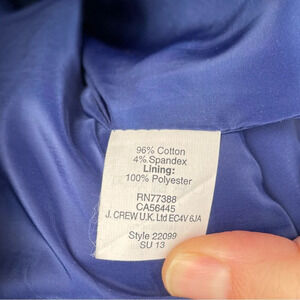 96% Cotton
4% Spandex
Lining:
100% Polyester
RN77388
CA56445
J. CREW U.K. Ltd EC4V 6JA
Style 22099
SU 13